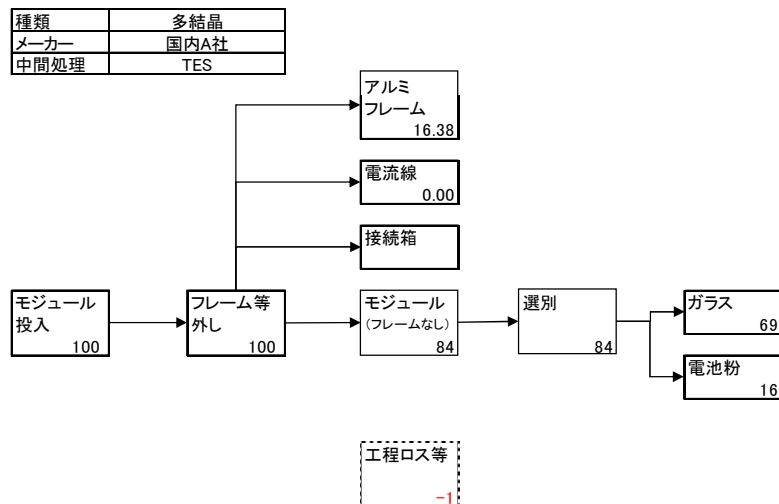 種類 多結晶
メーカー 国内A社
中間処理 TES
アルミ
フレーム
16.38
電流線
0.00
接続箱
モジュール
投入
100
フレーム等
外し
100
モジュール
(フレームなし)
84
選別
84
ガラス
69
電池粉
16
工程ロス等
-1